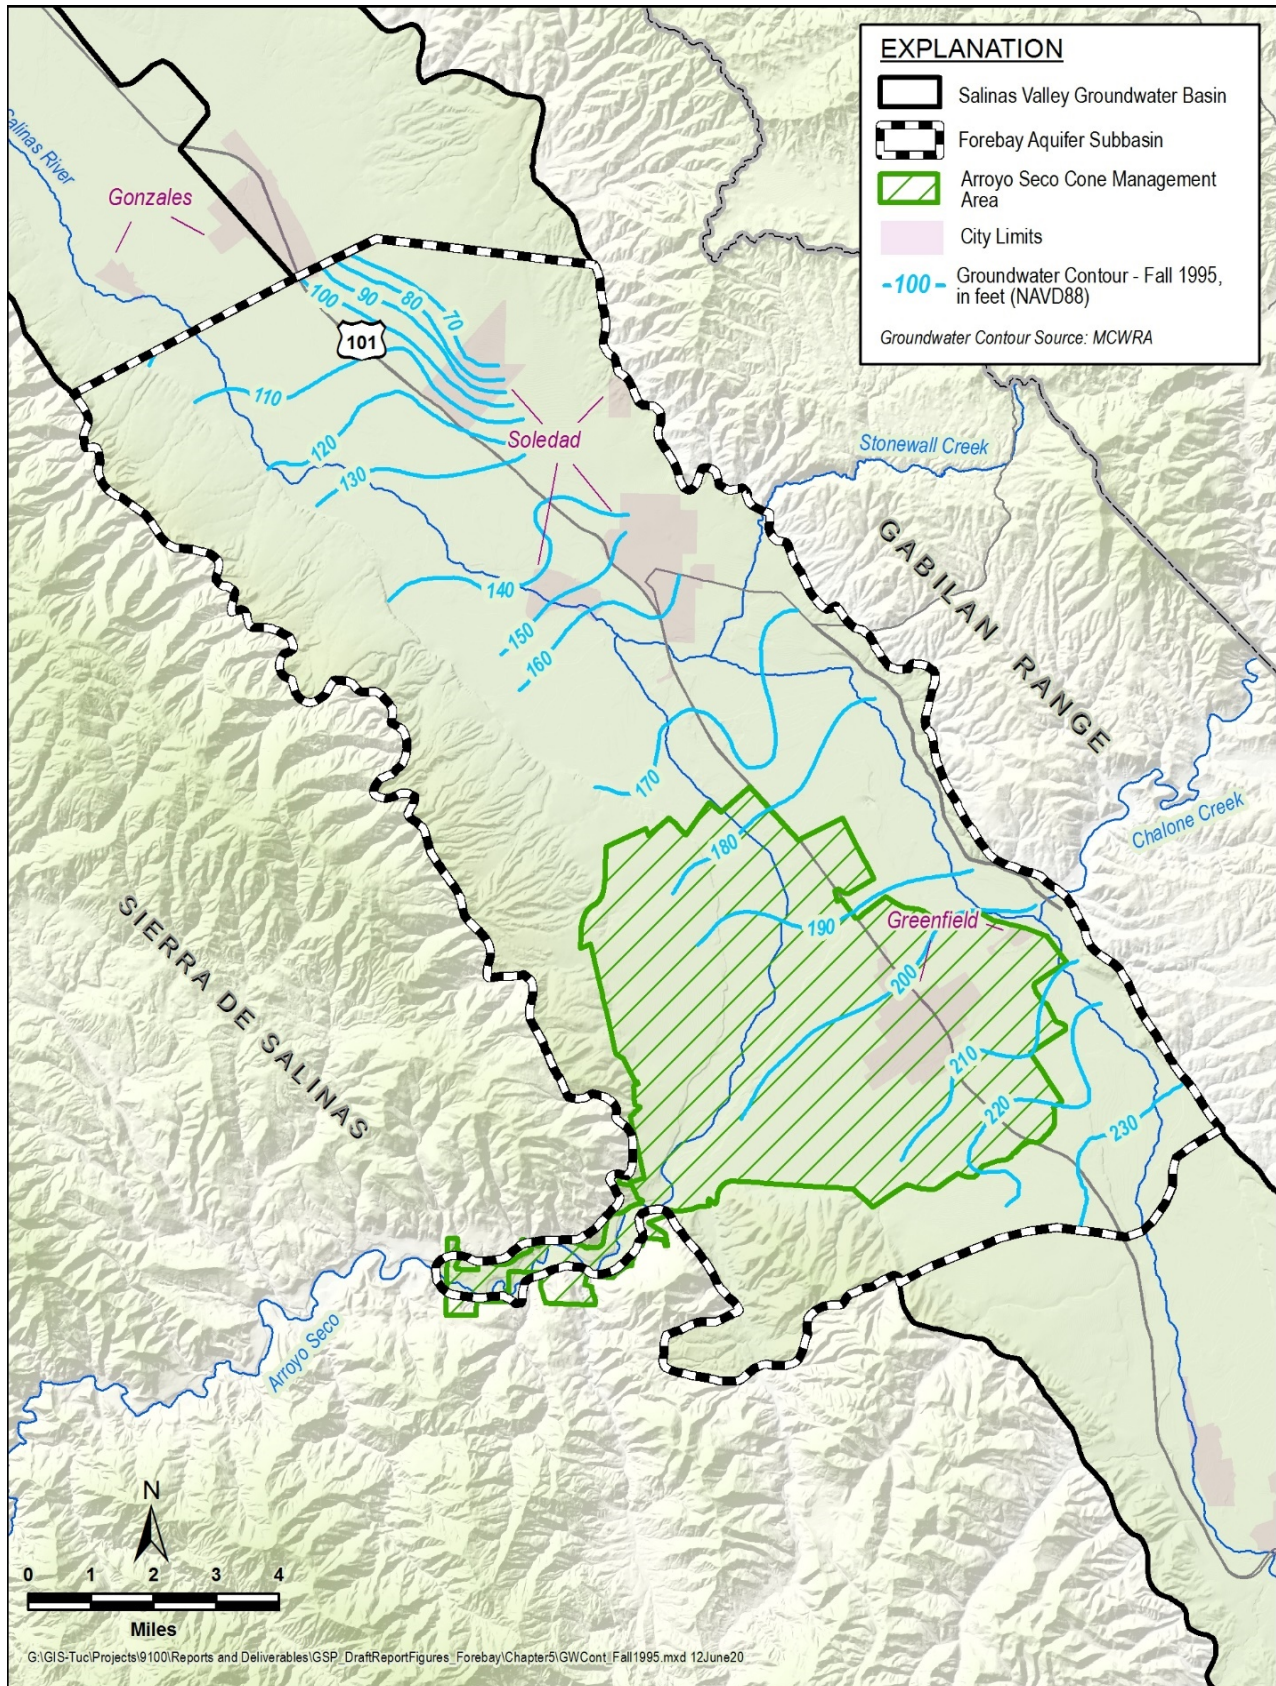 EXPLANATION
Salinas Valley Groundwater Basin
Forebay Aquifer Subbasin
Arroyo Seco Cone Management
Area
City Limits
-100- Groundwater Contour - Fall 1995,
in feet (NAVD88)
Groundwater Contour Source: MCWRA
Salinas River
Gonzales
100
90
80
70
101
110
120
130
Soledad
Stonewall Creek
GABILAN RANGE
140
150
160
170
180
Chalone Creek
190
Greenfield
200
SIERRA DE SALINAS
210
220
230
Arroyo Seco
N
0 1 2 3 4
Miles
G:\GIS-Tuc\Projects\9100\Reports and Deliverables\GSP_DraftReportFigures_Forebay\Chapter5\GWCont_Fall1995.mxd 12June20